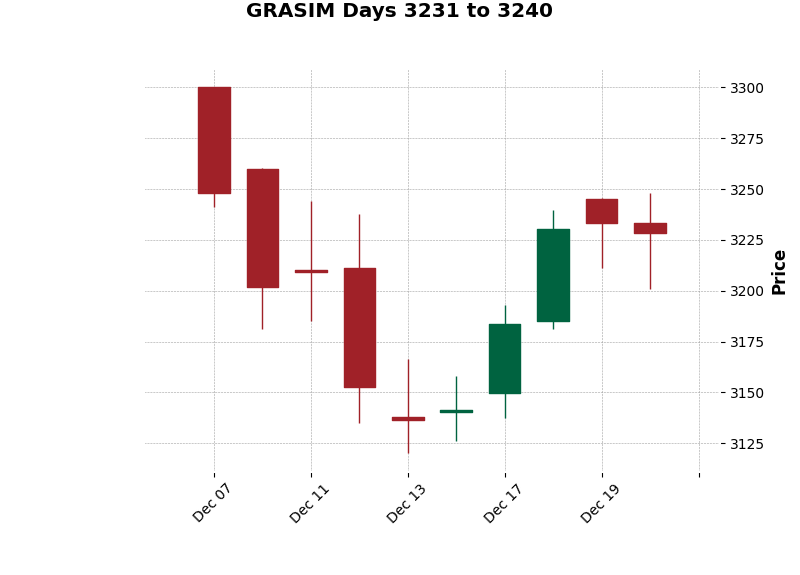 GRASIM Days 3231 to 3240
3300
3275
3250
3225
3200
3175
3150
3125
Price
Dec 07
Dec 11
Dec 13
Dec 17
Dec 19